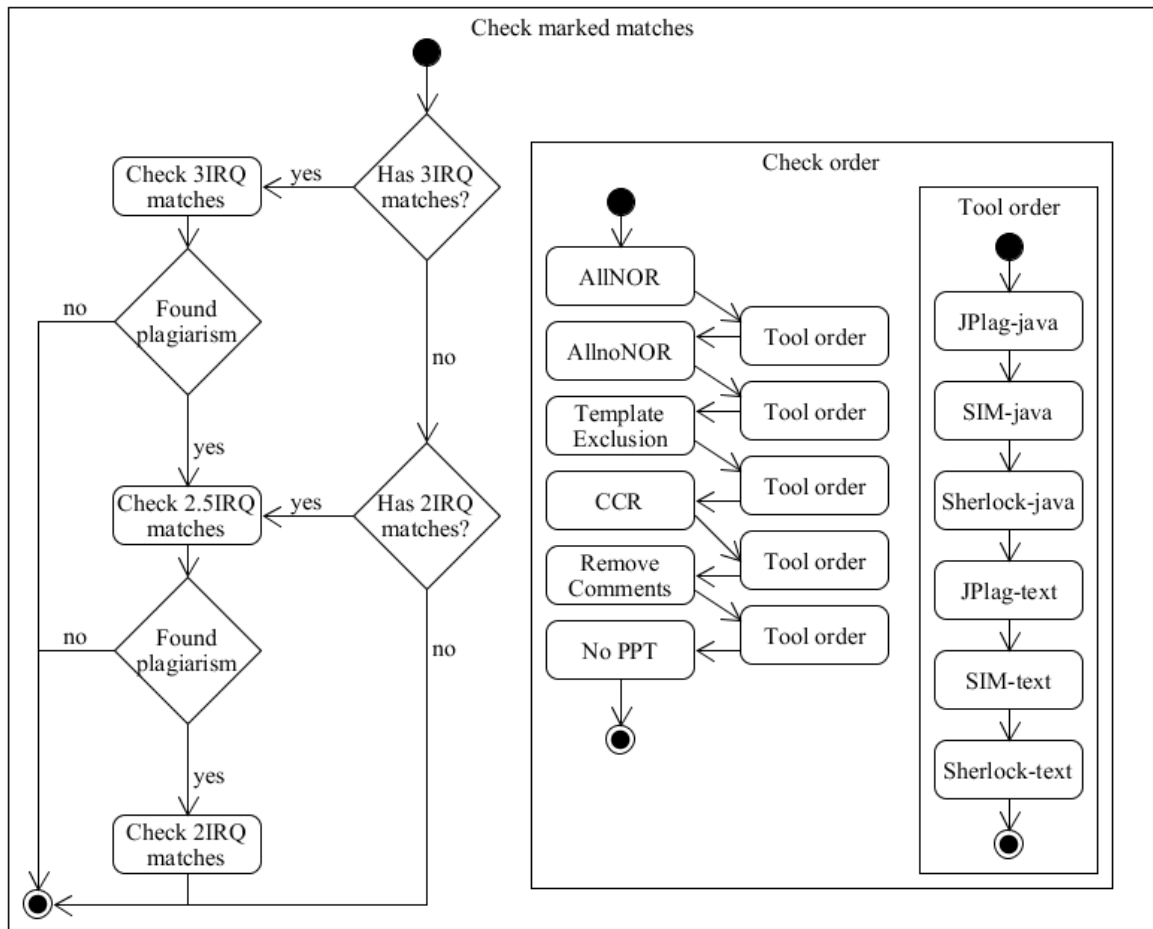 Check marked matches
Has 3IRQ
matches?
yes
Check 3IRQ
matches
Found
plagiarism
no
yes
no
Has 2IRQ
matches?
yes
Check 2.5IRQ
matches
Found
plagiarism
no
yes
no
Check 2IRQ
matches
Check order
AllNOR
Tool order
AllnoNOR
Tool order
Template
Exclusion
Tool order
CCR
Tool order
Remove
Comments
Tool order
No PPT
Tool order
JPlag-java
SIM-java
Sherlock-java
JPlag-text
SIM-text
Sherlock-text